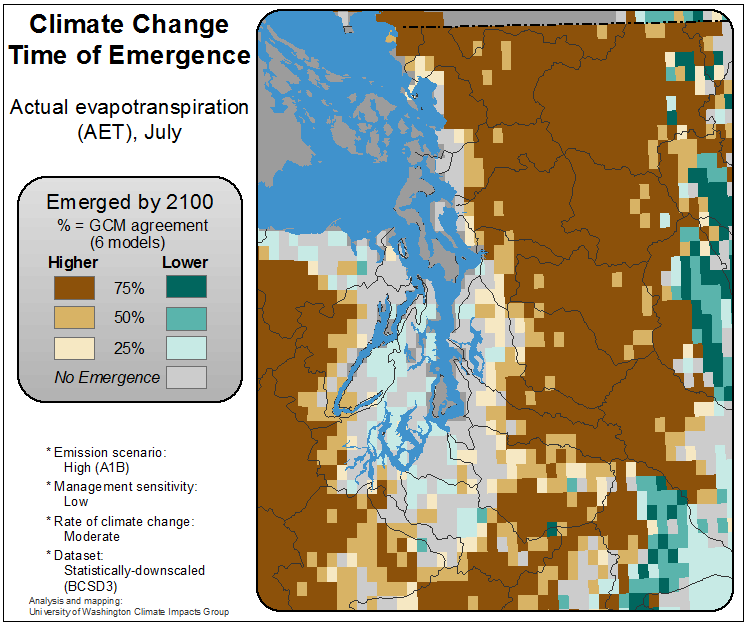 Climate Change
Time of Emergence
Actual evapotranspiration
(AET), July
Emerged by 2100
% = GCM agreement
(6 models)
Higher Lower
75%
50%
25%
No Emergence
* Emission scenario:
High (A1B)
* Management sensitivity:
Low
* Rate of climate change:
Moderate
* Dataset:
Statistically-downscaled
(BCSD3)
Analysis and mapping:
University of Washington Climate Impacts Group